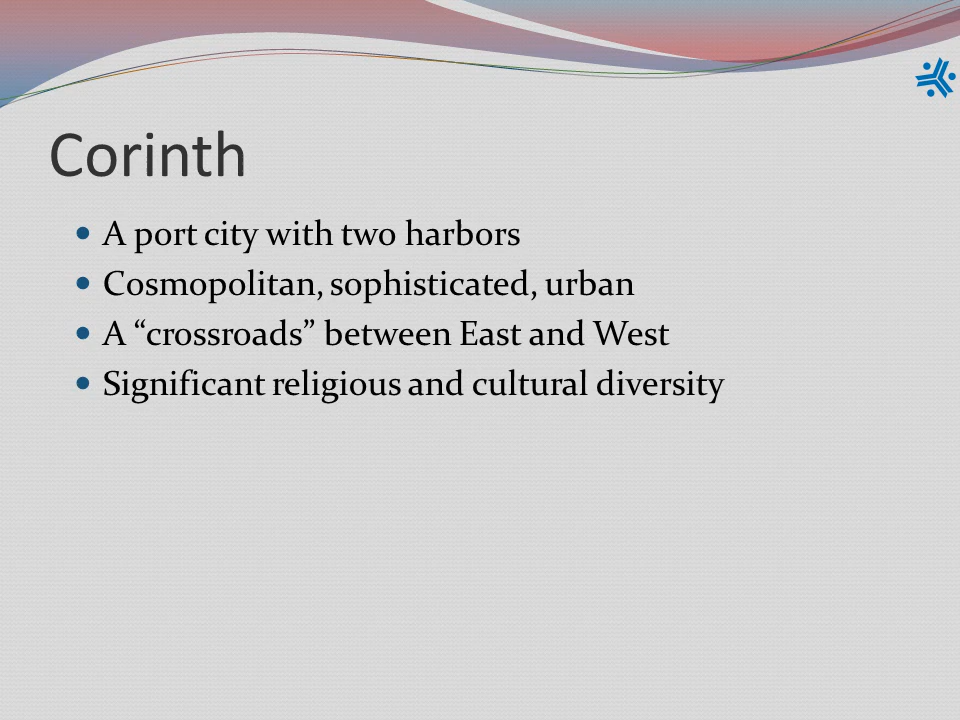 Corinth
• A port city with two harbors
• Cosmopolitan, sophisticated, urban
• A “crossroads” between East and West
• Significant religious and cultural diversity